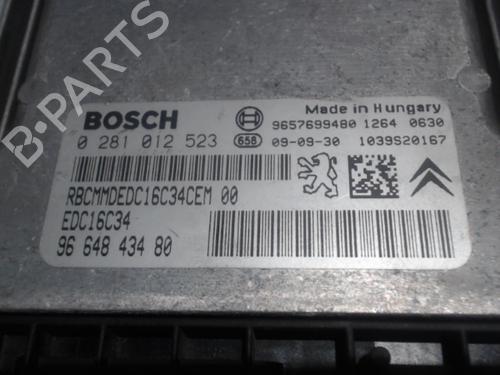 B-PARTS
BOSCH
Made in Hungary
9657699480 1264 0630
0 281 012 523
658 09-09-30 1039S20167
RBCMMDEDC16C34CEM 00
EDC16C34
96 648 434 80